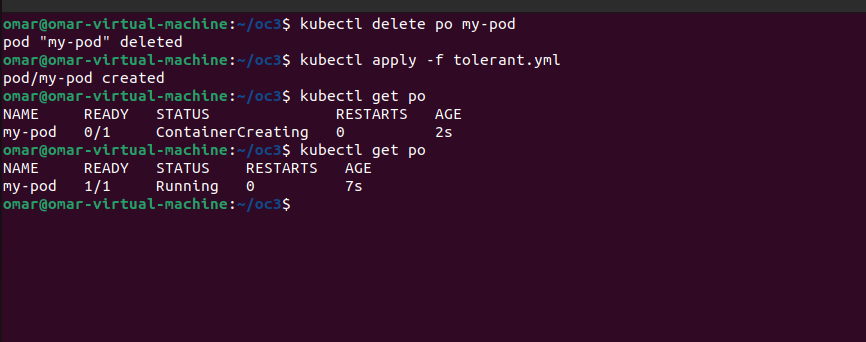 omar@omar-virtual-machine:~/oc3$ kubectl delete po my-pod
pod "my-pod" deleted
omar@omar-virtual-machine:~/oc3$ kubectl apply -f tolerant.yml
pod/my-pod created
omar@omar-virtual-machine:~/oc3$ kubectl get po
NAME     READY   STATUS              RESTARTS   AGE
my-pod   0/1     ContainerCreating   0          2s
omar@omar-virtual-machine:~/oc3$ kubectl get po
NAME     READY   STATUS    RESTARTS   AGE
my-pod   1/1     Running   0          7s
omar@omar-virtual-machine:~/oc3$